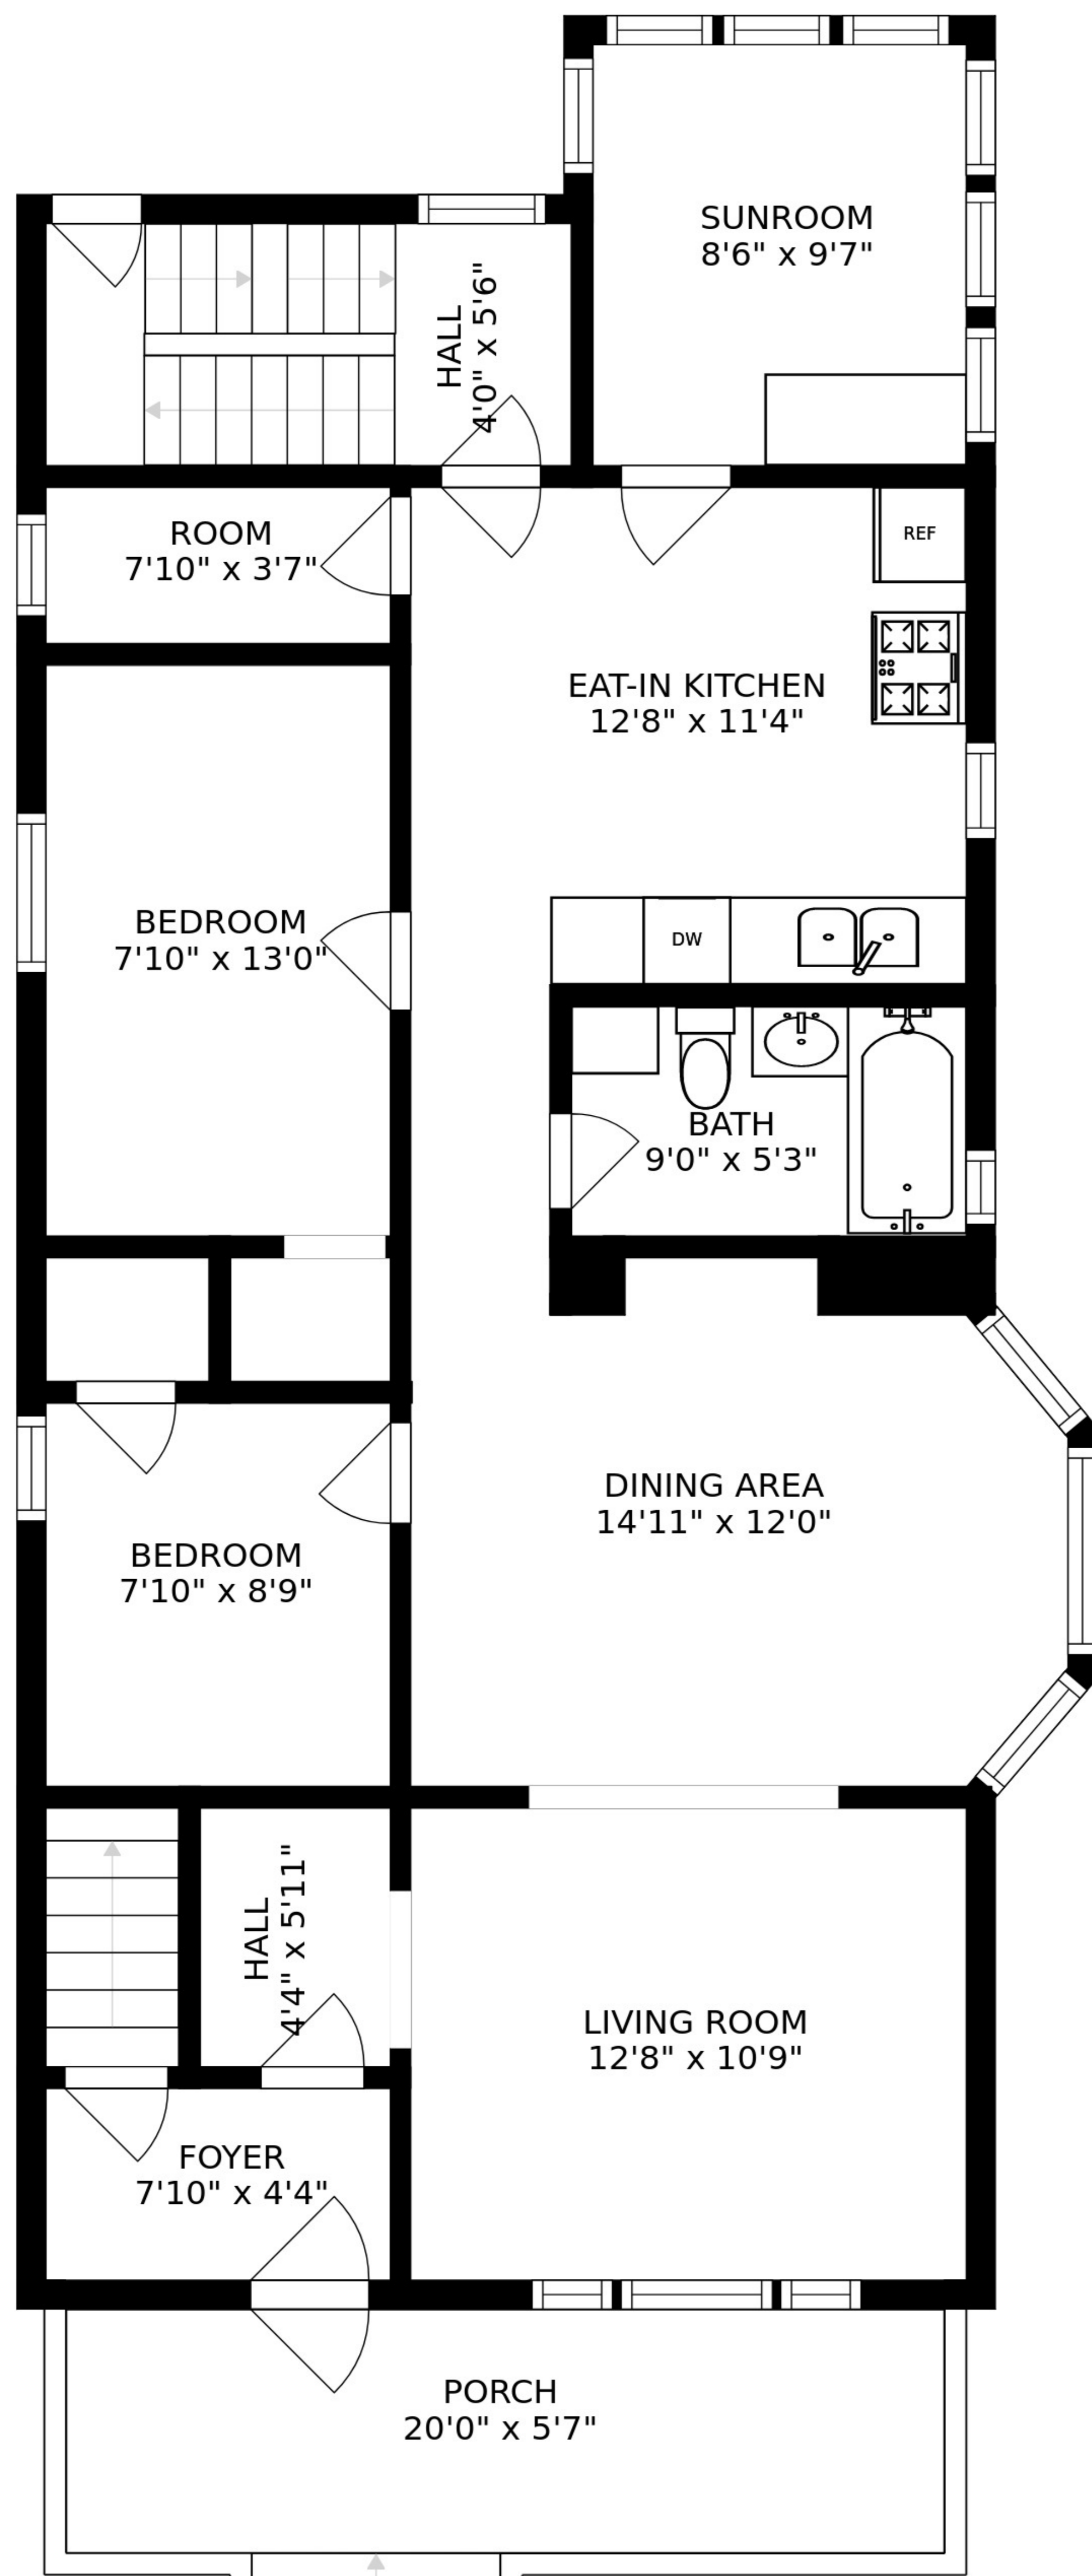 SUNROOM
8'6" x 9'7"
HALL
4'0" x 5'6"
ROOM
7'10" x 3'7"
REF
EAT-IN KITCHEN
12'8" x 11'4"
BEDROOM
7'10" x 13'0"
DW
BATH
9'0" x 5'3"
DINING AREA
14'11" x 12'0"
BEDROOM
7'10" x 8'9"
HALL
4'4" x 5'11"
LIVING ROOM
12'8" x 10'9"
FOYER
7'10" x 4'4"
PORCH
20'0" x 5'7"